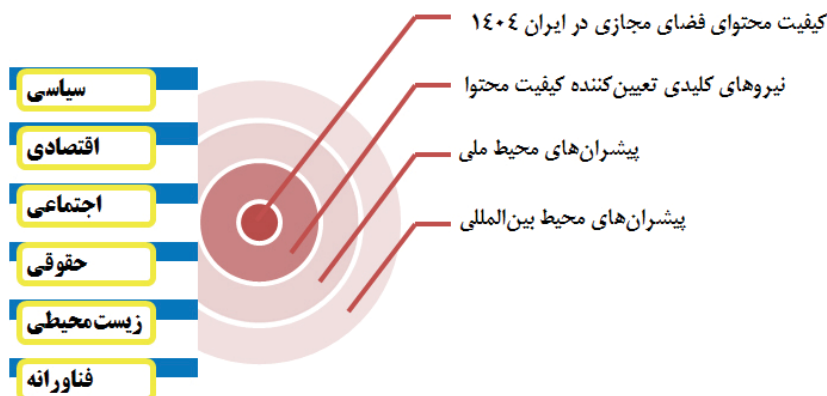 کیفیت محتوای فضای مجازی در ایران ١٤٠٤
نیروهای کلیدی تعیین‌کننده کیفیت محتوا
پیشران‌های محیط ملی
پیشران‌های محیط بین‌المللی
سیاسی
اقتصادی
اجتماعی
حقوقی
زیست‌محیطی
فناورانه